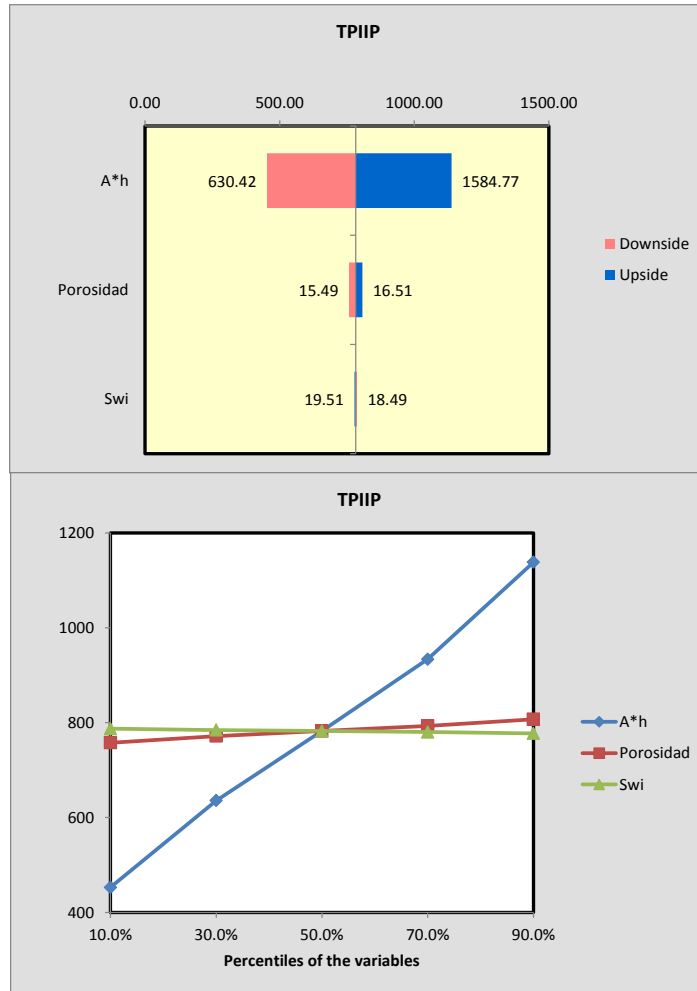 TPIIP
0.00 500.00 1000.00 1500.00
A*h 630.42 1584.77
Downside
Upside
Porosidad 15.49 16.51
Swi 19.51 18.49
TPIIP
1200
1000
800
600
400
A*h
Porosidad
Swi
10.0% 30.0% 50.0% 70.0% 90.0%
Percentiles of the variables